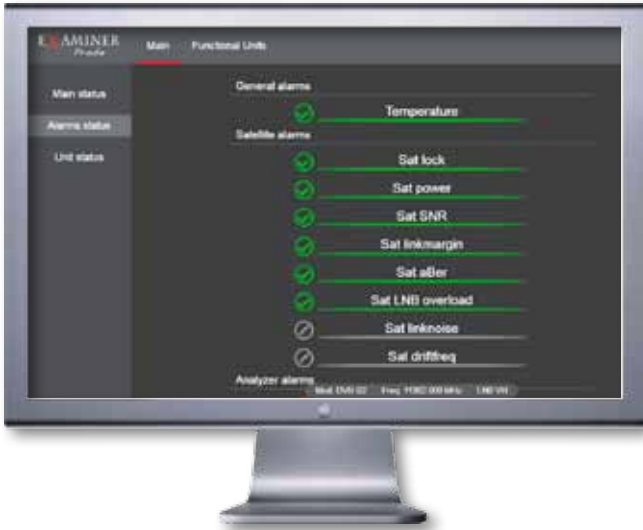 EXAMINER
Main Functional Units
Main status
Alarms status
Unit status
General alarms
Temperature
Satellite alarms
Sat lock
Sat power
Sat SNR
Sat linkmargin
Sat aBer
Sat LNB overload
Sat linknoise
Sat driftfreq
Analyzer alarms